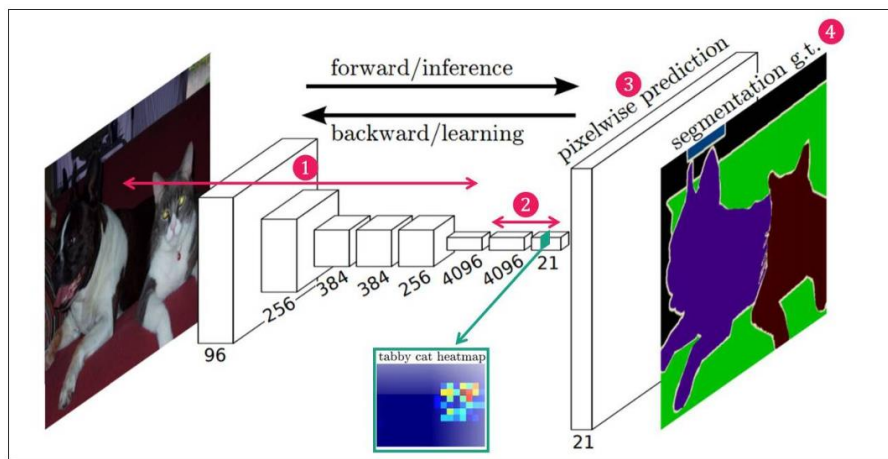 forward/inference
backward/learning
pixelwise prediction
segmentation g.t.
1
2
3
4
96
256
384
384
256
4096
4096
21
21
tabby cat heatmap